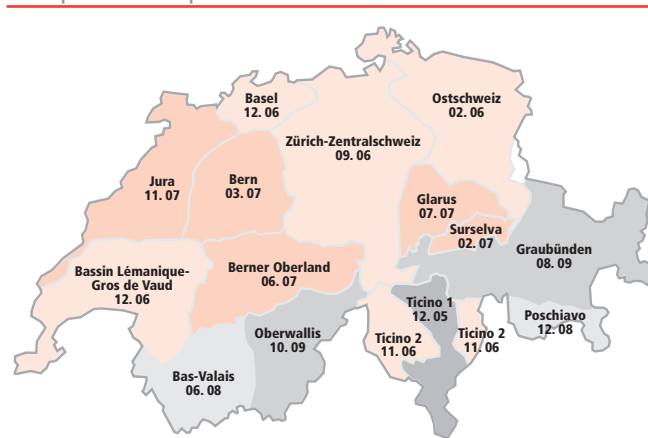 Basel
12. 06
Ostschweiz
02. 06
Zürich-Zentralschweiz
09. 06
Jura
11. 07
Bern
03. 07
Glarus
07. 07
Surselva
02. 07
Graubünden
08. 09
Bassin Lémanique-
Gros de Vaud
12. 06
Berner Oberland
06. 07
Ticino 1
12. 05
Poschiavo
12. 08
Oberwallis
10. 09
Ticino 2
11. 06
Ticino 2
11. 06
Bas-Valais
06. 08